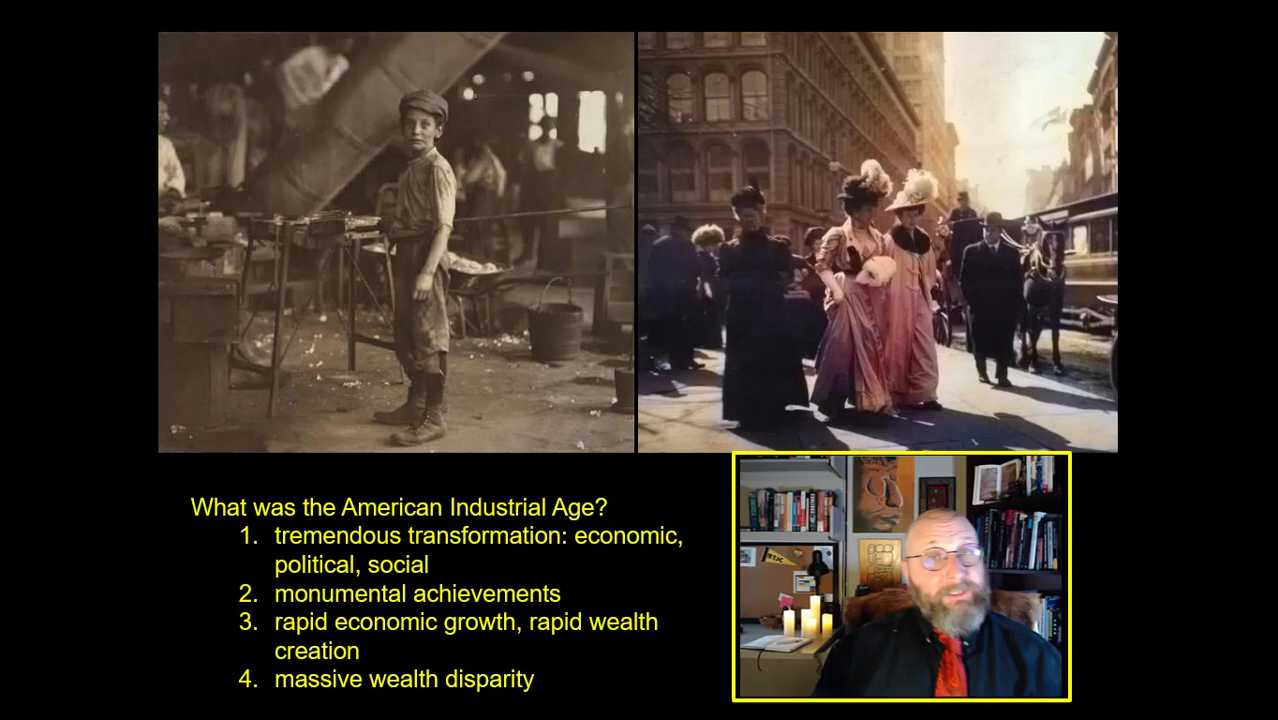 What was the American Industrial Age?
1. tremendous transformation: economic,
political, social
2. monumental achievements
3. rapid economic growth, rapid wealth
creation
4. massive wealth disparity